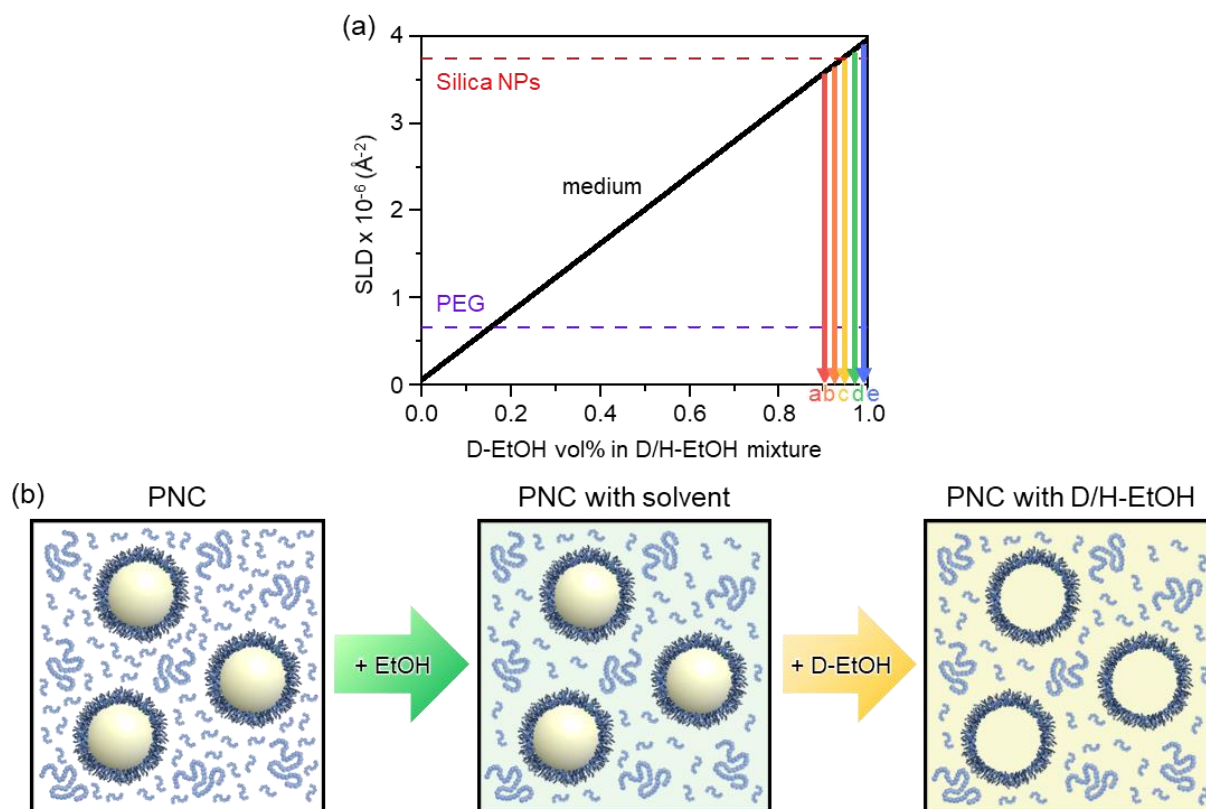 (a)
4
3
2
1
0
SLD x 10⁻⁶ (Å⁻²)
Silica NPs
medium
PEG
a b c d e
0.0 0.2 0.4 0.6 0.8 1.0
D-EtOH vol% in D/H-EtOH mixture
(b)
PNC
PNC with solvent
PNC with D/H-EtOH
+ EtOH
+ D-EtOH